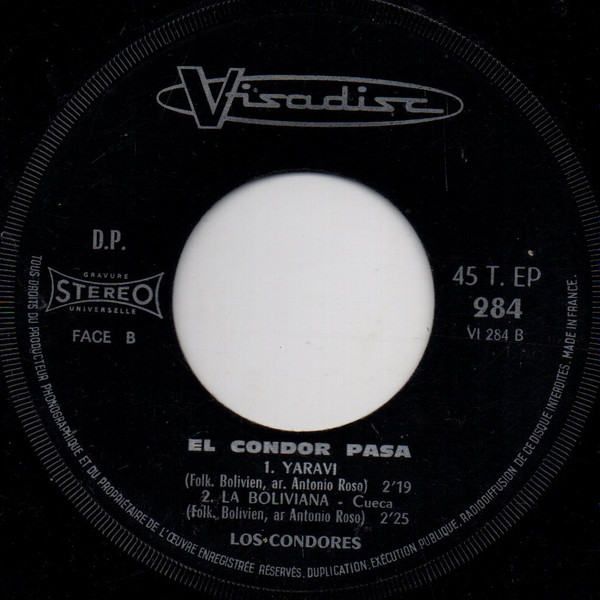 Visadisc
D.P.
GRAVURE
STEREO
UNIVERSELLE
FACE B
45 T. EP
284
VI 284 B
EL CONDOR PASA
1. YARAVI
(Folk. Bolivien, ar. Antonio Roso) 2'19
2. LA BOLIVIANA - Cueca
(Folk. Bolivien, ar Antonio Roso) 2'25
LOS CONDORES
TOUS DROITS DU PRODUCTEUR PHONOGRAPHIQUE ET DU PROPRIÉTAIRE DE L'ŒUVRE ENREGISTRÉE RÉSERVÉS. DUPLICATION, EXÉCUTION PUBLIQUE, RADIODIFFUSION DE CE DISQUE INTERDITES. MADE IN FRANCE.